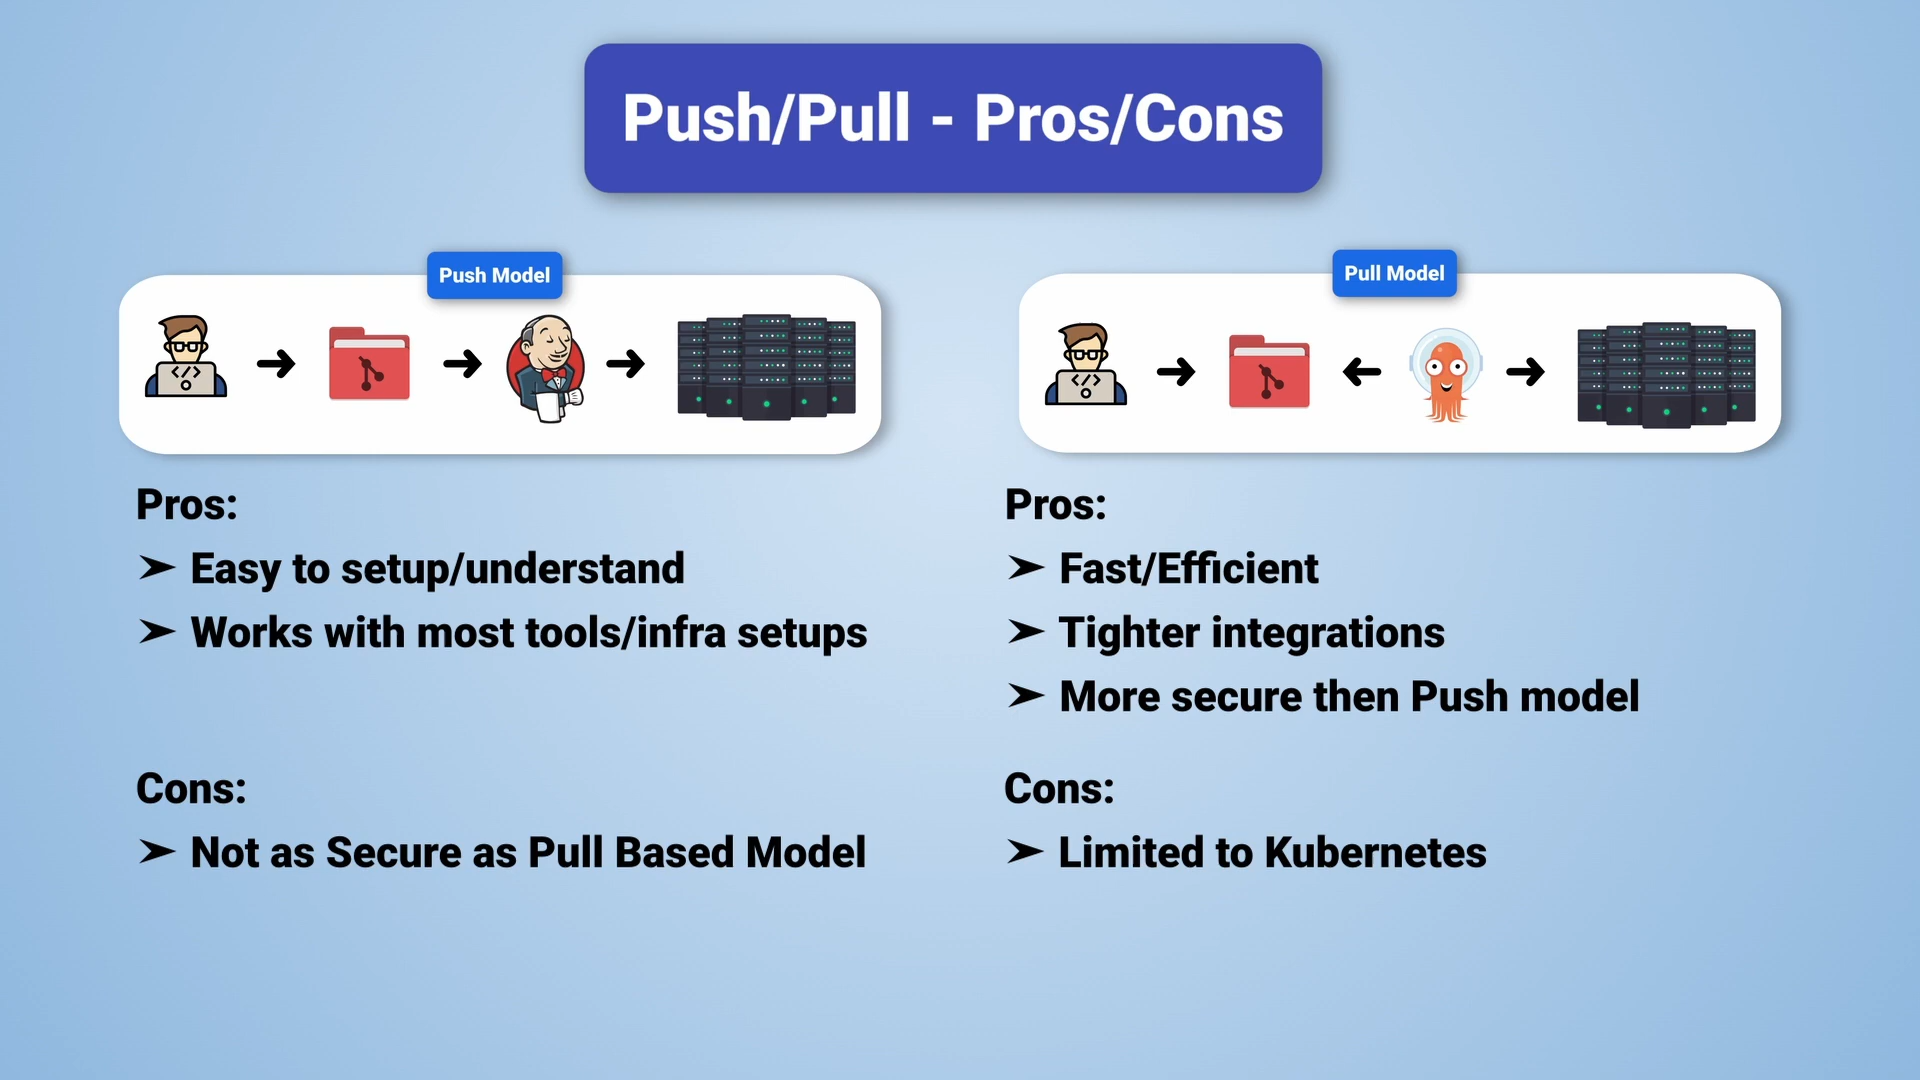 Push/Pull - Pros/Cons
Push Model
</>
Pros:
➤ Easy to setup/understand
➤ Works with most tools/infra setups
Cons:
➤ Not as Secure as Pull Based Model
Pull Model
</>
Pros:
➤ Fast/Efficient
➤ Tighter integrations
➤ More secure then Push model
Cons:
➤ Limited to Kubernetes